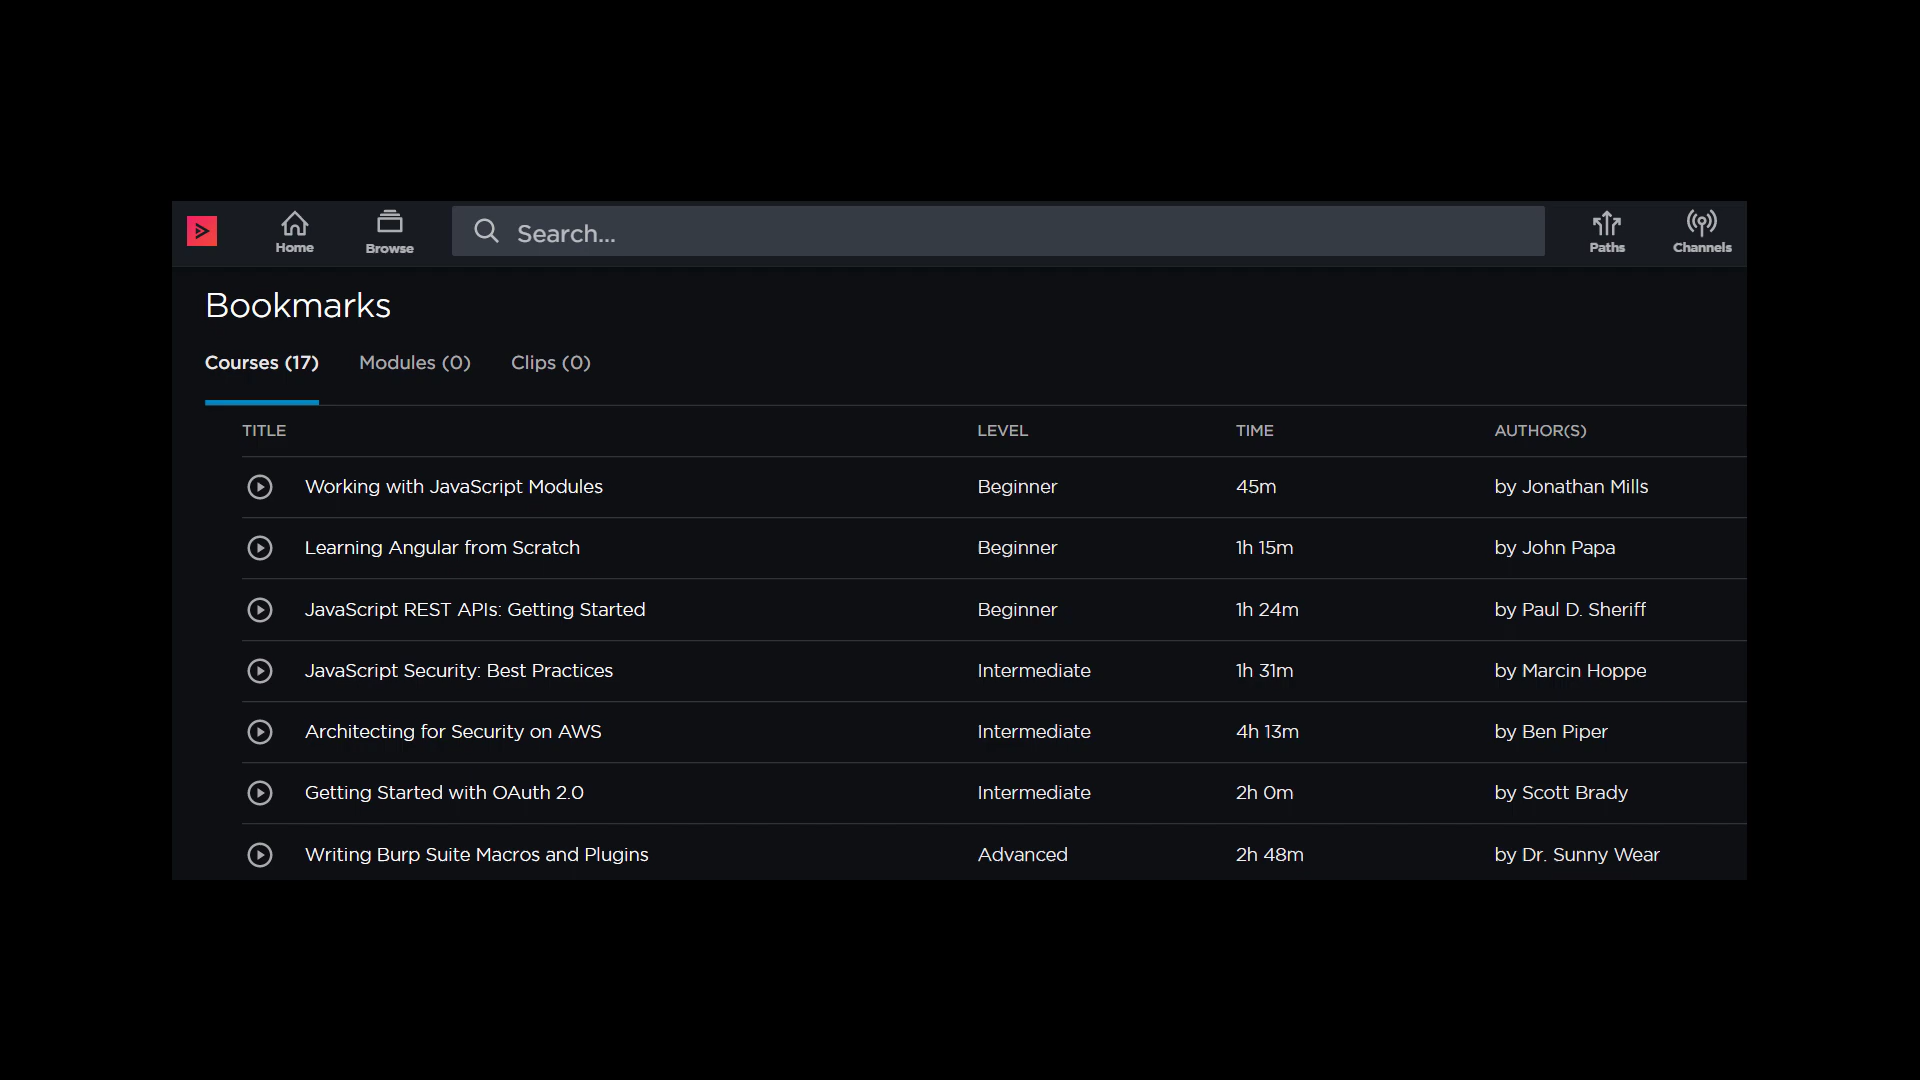 Home Browse Search... Paths Channels
Bookmarks
Courses (17) Modules (0) Clips (0)
TITLE LEVEL TIME AUTHOR(S)
Working with JavaScript Modules Beginner 45m by Jonathan Mills
Learning Angular from Scratch Beginner 1h 15m by John Papa
JavaScript REST APIs: Getting Started Beginner 1h 24m by Paul D. Sheriff
JavaScript Security: Best Practices Intermediate 1h 31m by Marcin Hoppe
Architecting for Security on AWS Intermediate 4h 13m by Ben Piper
Getting Started with OAuth 2.0 Intermediate 2h 0m by Scott Brady
Writing Burp Suite Macros and Plugins Advanced 2h 48m by Dr. Sunny Wear